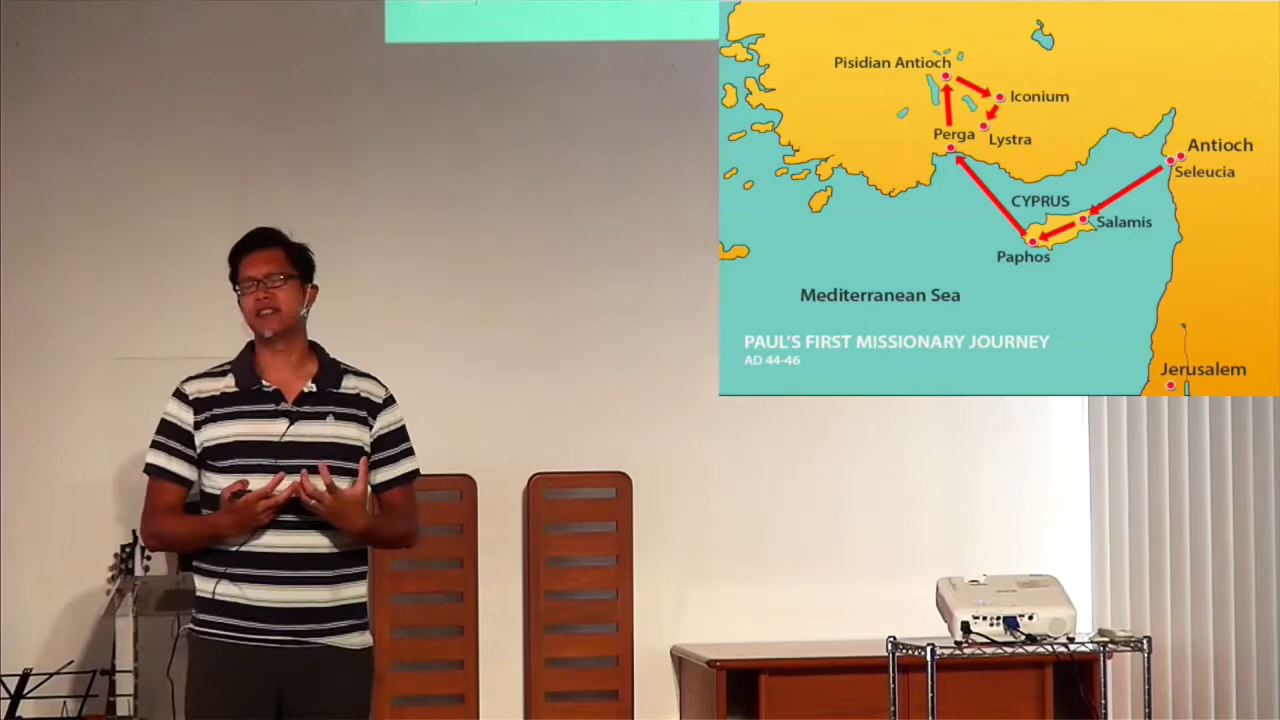 Pisidian Antioch
Iconium
Perga
Lystra
Antioch
Seleucia
CYPRUS
Salamis
Paphos
Mediterranean Sea
PAUL'S FIRST MISSIONARY JOURNEY
AD 44-46
Jerusalem